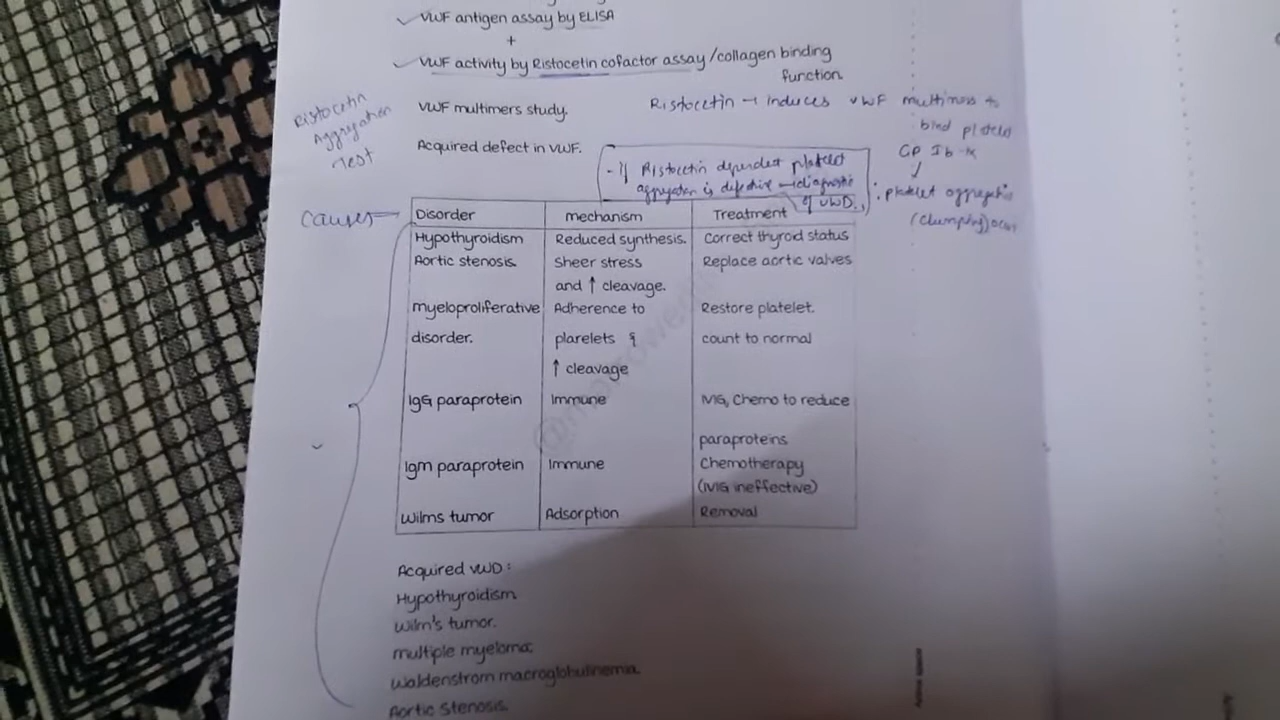 VWF antigen assay by ELISA
+
VWF activity by Ristocetin cofactor assay/collagen binding
function.
Ristocetin
Aggregation
Test
VWF multimers study.
Ristocetin → induces VWF multimers to
bind platelet
GP Ib-IX
↓
∴ platelet aggregation
(clumping) occurs
Acquired defect in VWF.
- if Ristocetin dependent platelet
aggregation is defective → diagnostic
of VWD.
Causes →
Disorder mechanism Treatment
Hypothyroidism Reduced synthesis. Correct thyroid status
Aortic stenosis. Sheer stress Replace aortic valves
and ↑ cleavage.
myeloproliferative Adherence to Restore platelet.
disorder. plarelets & count to normal
↑ cleavage
IgG paraprotein Immune IVIG, Chemo to reduce
paraproteins
Igm paraprotein Immune Chemotherapy
(IVIG ineffective)
Wilms tumor Adsorption Removal
Acquired VWD:
Hypothyroidism
Wilm's tumor.
multiple myeloma.
Waldenstrom macroglobulinemia.
Aortic stenosis.